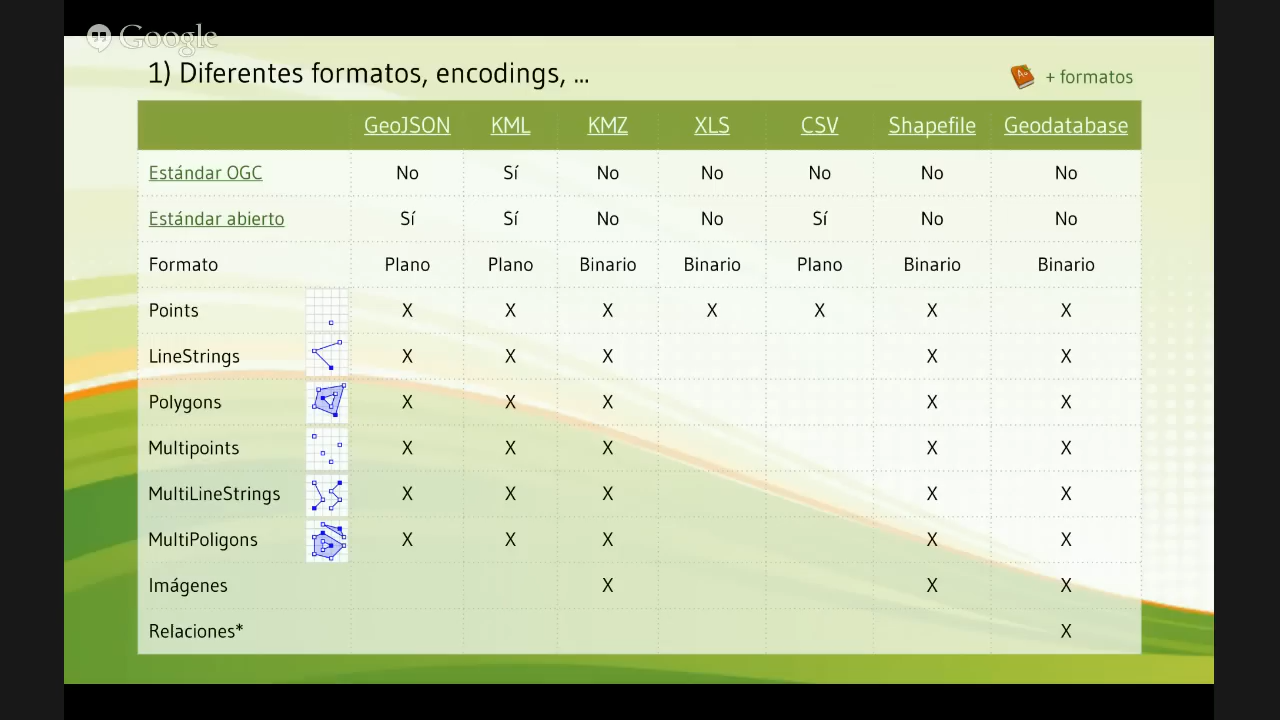 Google
1) Diferentes formatos, encodings, ...
+ formatos
GeoJSON KML KMZ XLS CSV Shapefile Geodatabase
Estándar OGC No Sí No No No No No
Estándar abierto Sí Sí No No Sí No No
Formato Plano Plano Binario Binario Plano Binario Binario
Points X X X X X X X
LineStrings X X X X X
Polygons X X X X X
Multipoints X X X X X
MultiLineStrings X X X X X
MultiPoligons X X X X X
Imágenes X X X
Relaciones* X